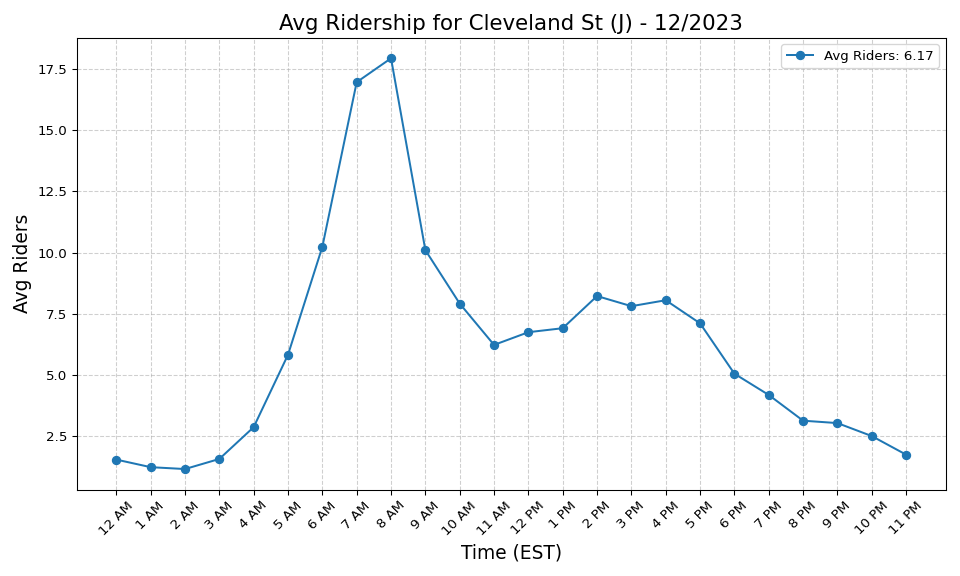 Avg Ridership for Cleveland St (J) - 12/2023
Avg Riders: 6.17
Avg Riders
17.5
15.0
12.5
10.0
7.5
5.0
2.5
12 AM
1 AM
2 AM
3 AM
4 AM
5 AM
6 AM
7 AM
8 AM
9 AM
10 AM
11 AM
12 PM
1 PM
2 PM
3 PM
4 PM
5 PM
6 PM
7 PM
8 PM
9 PM
10 PM
11 PM
Time (EST)